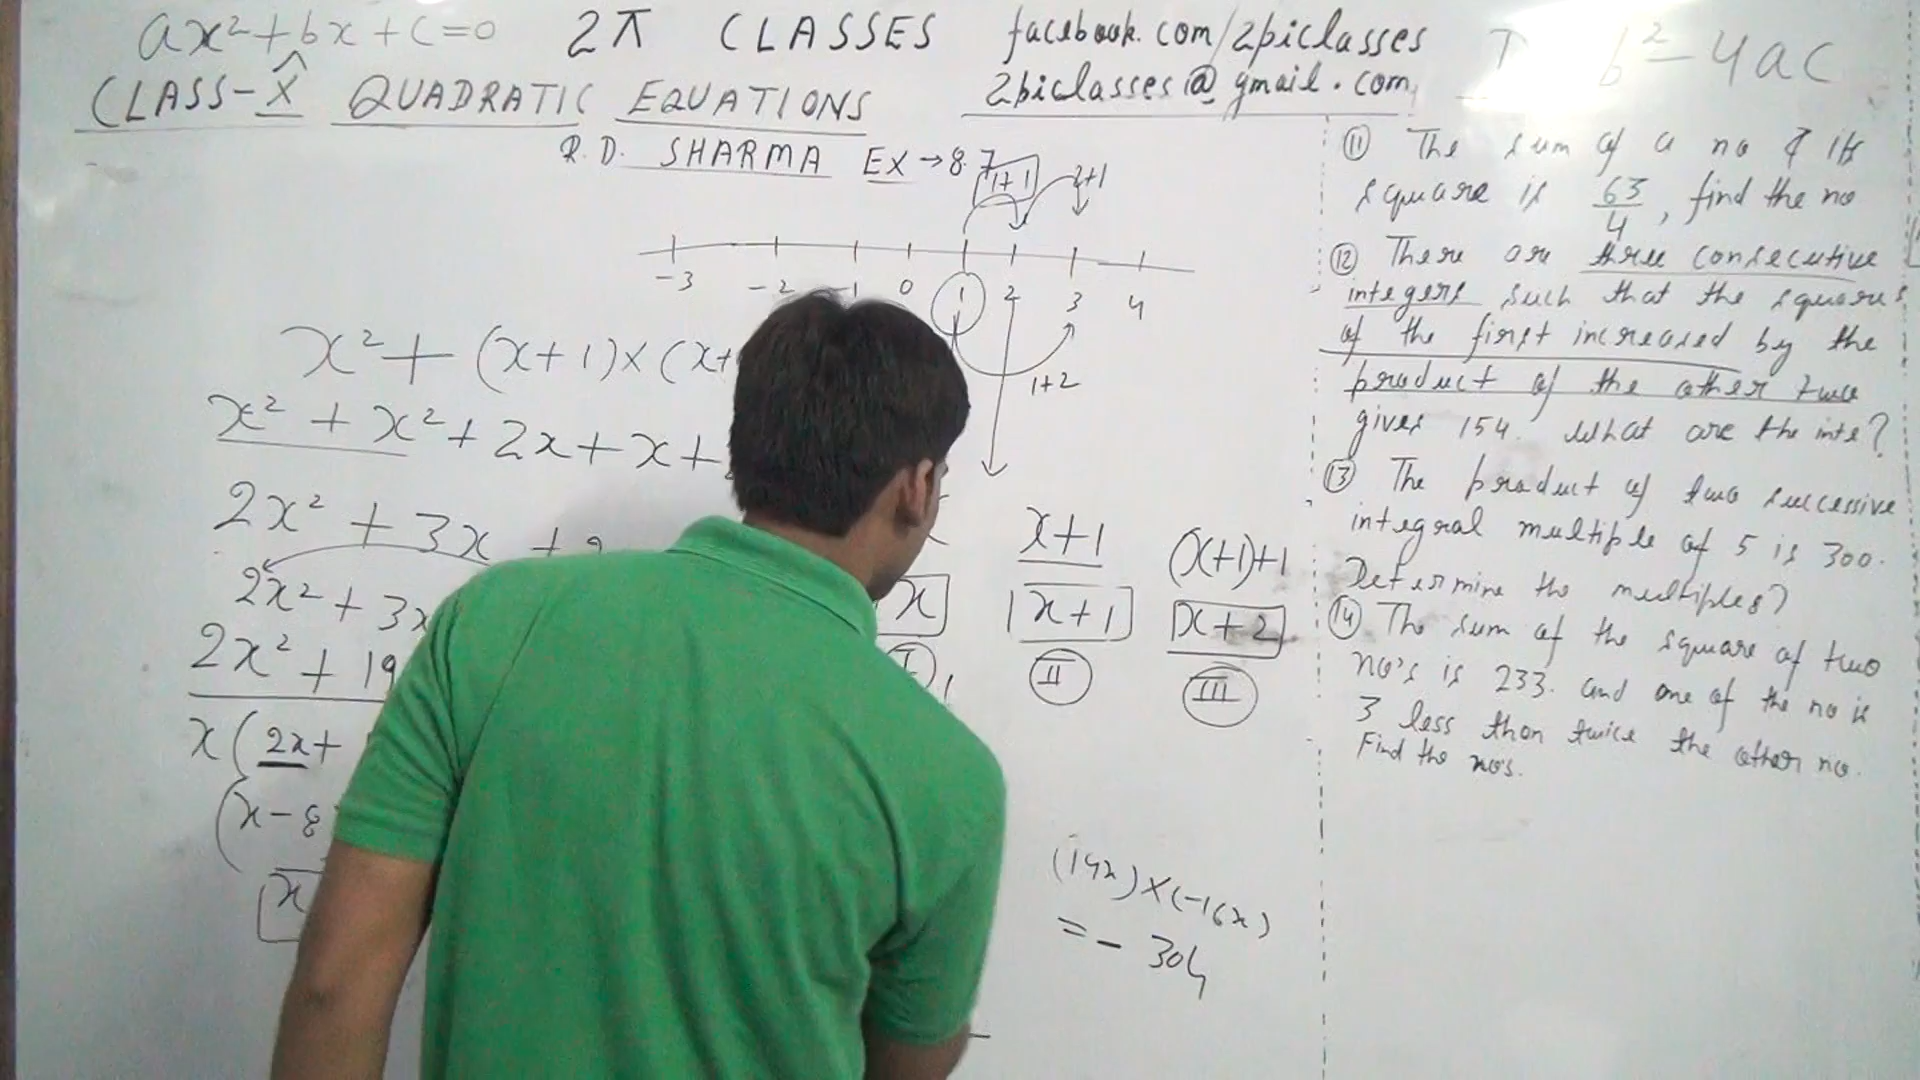 ax²+bx+c=0 2π CLASSES facebook.com/2piclasses b²-4ac
CLASS-X QUADRATIC EQUATIONS 2piclasses@gmail.com
R.D. SHARMA EX→8.7
1+1 2+1
-3 -2 -1 0 1 2 3 4
1+2
x²+(x+1)×(x+
x²+x²+2x+x+
2x²+3x+2
2x²+3x
2x²+19
x(2x+
(x-8
x
x+1 (x+1)+1
x x+1 x+2
I II III
(19x)×(-16x)
=-304
11 The sum of a no & its
square is 63/4, find the no
12 There are three consecutive
integers such that the square
of the first increased by the
product of the other two
gives 154. What are the inte?
13 The product of two successive
integral multiple of 5 is 300.
Determine the multiples?
14 The sum of the square of two
no's is 233. and one of the no is
3 less than twice the other no.
Find the no's.